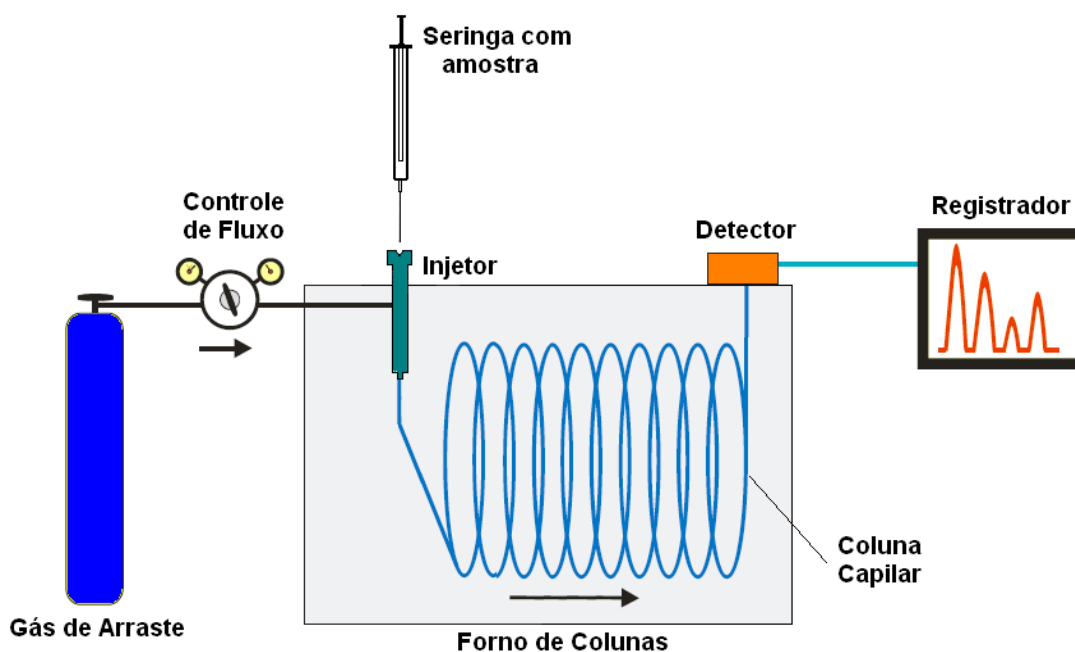 Seringa com
amostra
Controle
de Fluxo
Injetor
Detector
Registrador
Coluna
Capilar
Gás de Arraste
Forno de Colunas